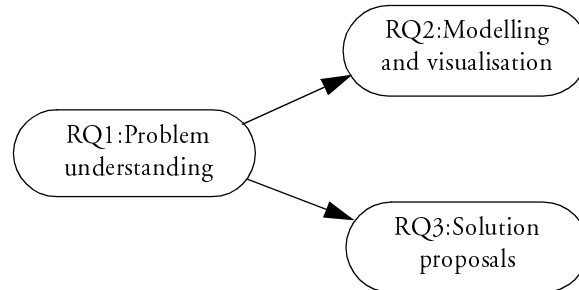 RQ2:Modelling
and visualisation
RQ1:Problem
understanding
RQ3:Solution
proposals